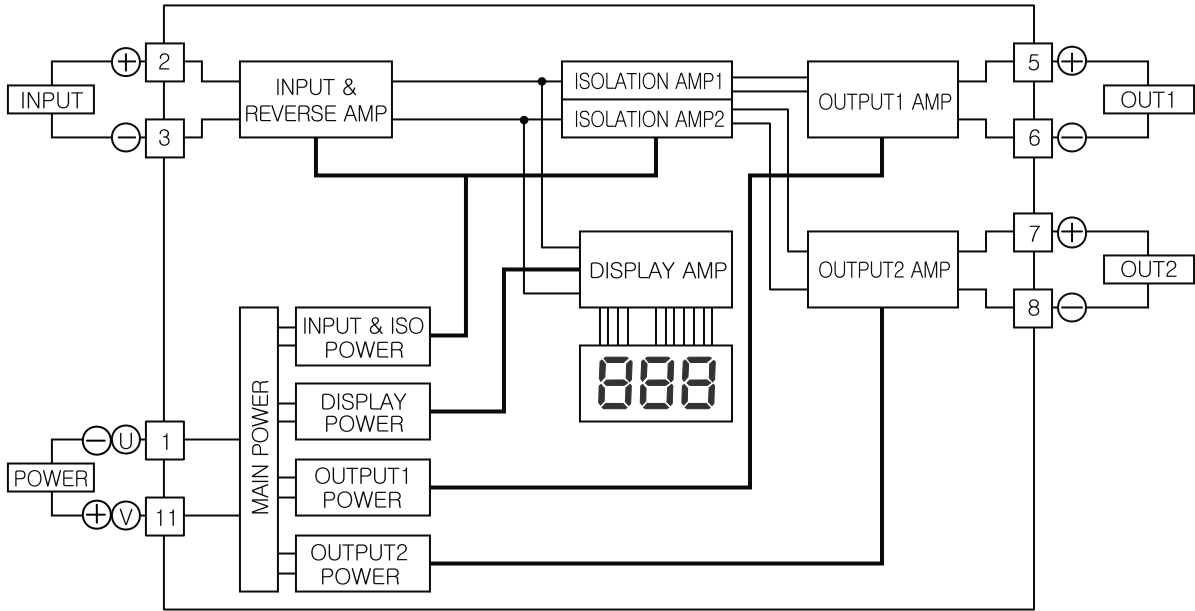 INPUT
+
−
2
3
INPUT &
REVERSE AMP
ISOLATION AMP1
ISOLATION AMP2
OUTPUT1 AMP
5
6
+
−
OUT1
DISPLAY AMP
OUTPUT2 AMP
7
8
+
−
OUT2
888
POWER
− U
+ V
1
11
MAIN POWER
INPUT & ISO
POWER
DISPLAY
POWER
OUTPUT1
POWER
OUTPUT2
POWER